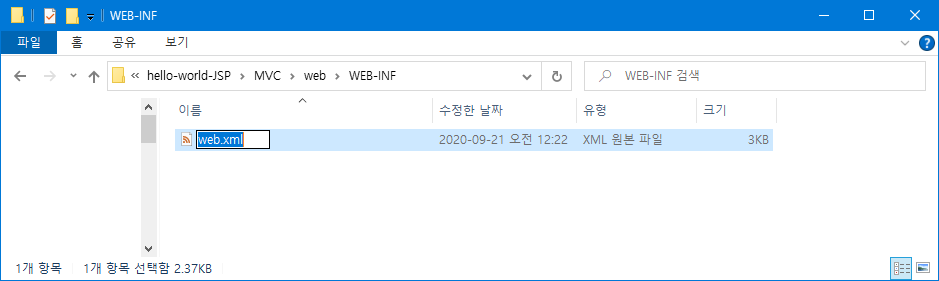 WEB-INF
파일 홈 공유 보기
« hello-world-JSP > MVC > web > WEB-INF WEB-INF 검색
이름 수정한 날짜 유형 크기
web.xml 2020-09-21 오전 12:22 XML 원본 파일 3KB
1개 항목 1개 항목 선택함 2.37KB